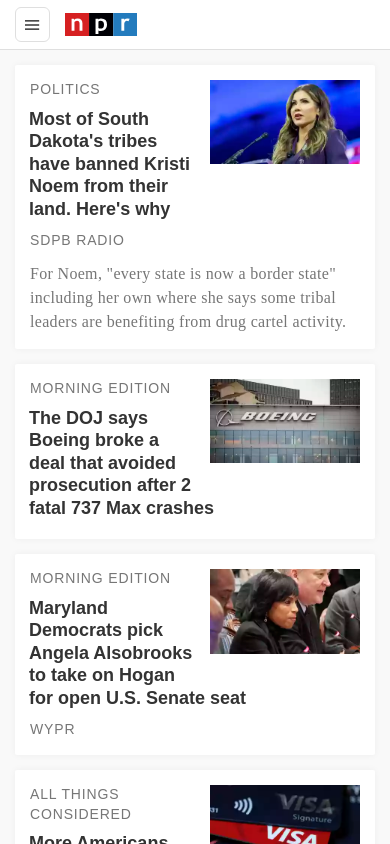 npr
POLITICS
Most of South
Dakota's tribes
have banned Kristi
Noem from their
land. Here's why
SDPB RADIO
For Noem, "every state is now a border state"
including her own where she says some tribal
leaders are benefiting from drug cartel activity.
MORNING EDITION
The DOJ says
Boeing broke a
deal that avoided
prosecution after 2
fatal 737 Max crashes
BOEING
MORNING EDITION
Maryland
Democrats pick
Angela Alsobrooks
to take on Hogan
for open U.S. Senate seat
WYPR
ALL THINGS
CONSIDERED
More Americans
VISA
Signature
VISA